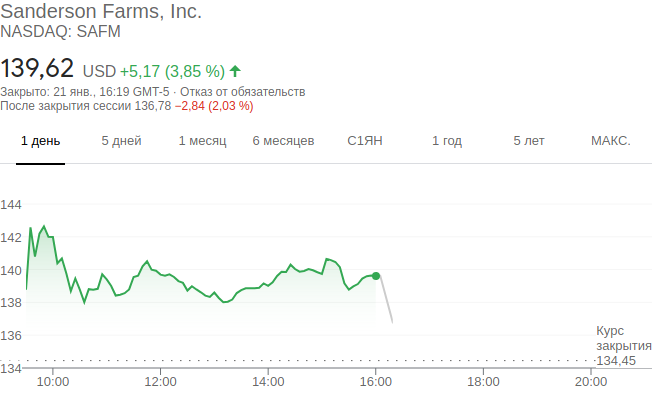 Sanderson Farms, Inc.
NASDAQ: SAFM
139,62 USD +5,17 (3,85 %)
Закрыто: 21 янв., 16:19 GMT-5 · Отказ от обязательств
После закрытия сессии 136,78 −2,84 (2,03 %)
1 день 5 дней 1 месяц 6 месяцев С1ЯН 1 год 5 лет МАКС.
144
142
140
138
136
Курс
закрытия
134,45
134
10:00 12:00 14:00 16:00 18:00 20:00